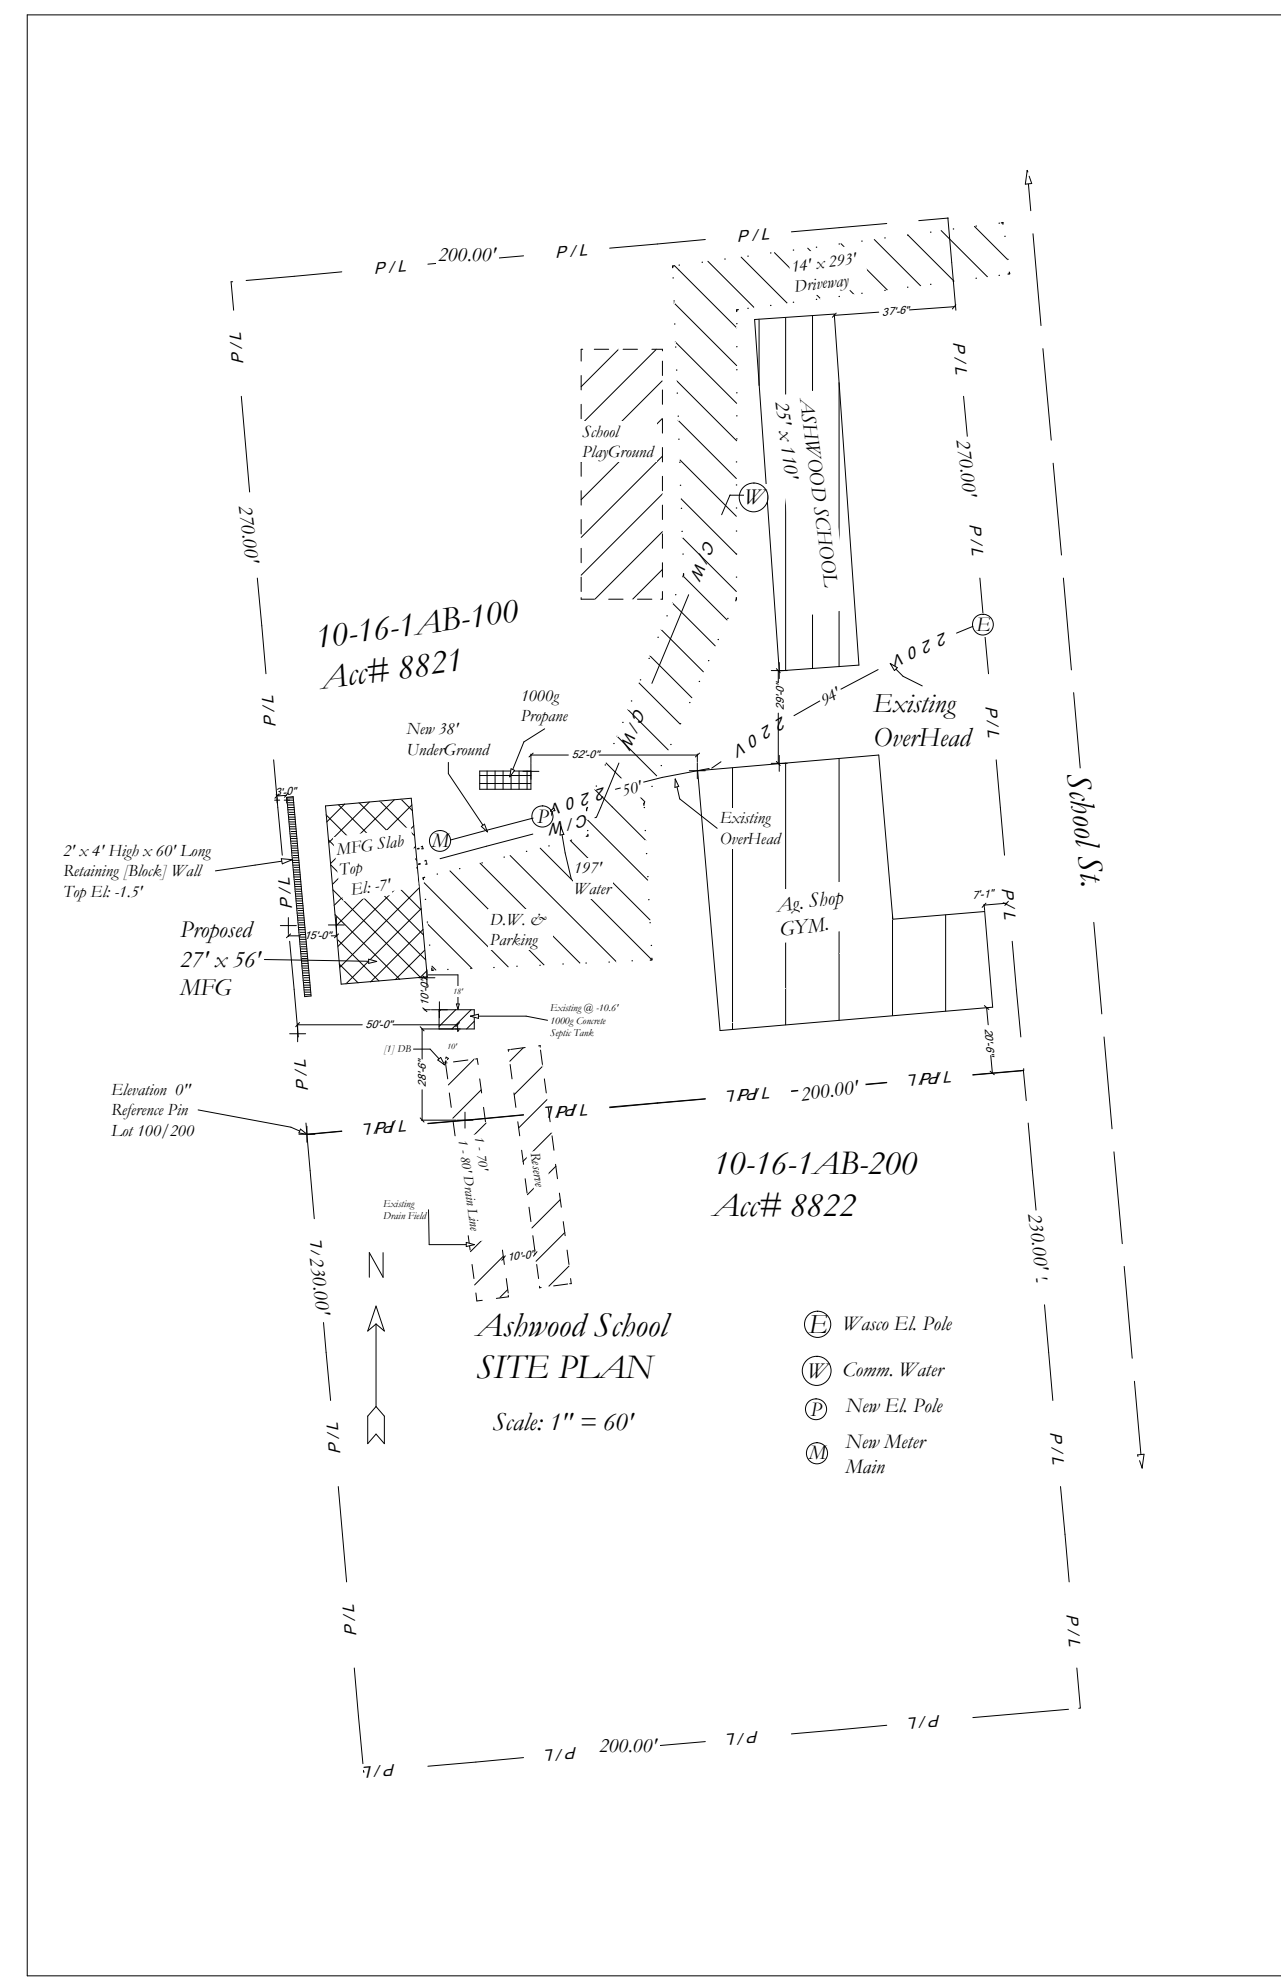 P/L 200.00' P/L P/L
14' x 293'
Driveway
37'-6"
P/L
P/L
School
PlayGround
ASHWOOD SCHOOL
25' x 110'
270.00'
270.00'
W
P/L
C/W
10-16-1AB-100
Acc# 8821
E
220V
P/L
1000g
Propane
29'-0"
94'
Existing
OverHead
P/L
New 38'
UnderGround
C/W
220V
52'-0"
School St.
3'-0"
50'
220V
P
C/W
M
Existing
OverHead
2' x 4' High x 60' Long
Retaining [Block] Wall
Top El: -1.5'
MFG Slab
Top
El: -7'
197'
Water
P/L
Ag. Shop
GYM.
7'-1"
P/L
D.W. &
Parking
Proposed
27' x 56'
MFG
15'-0"
10'-0"
18'
Existing @ -10.6'
1000g Concrete
Septic Tank
50'-0"
[1] DB
10'
20'-6"
28'-6"
P/L
Elevation 0"
Reference Pin
Lot 100/200
P/L P/L P/L 200.00' P/L
1 - 70'
1 - 80' Drain Line
Reserve
10-16-1AB-200
Acc# 8822
Existing
Drain Field
10'-0"
230.00'
230.00'
N
Ashwood School
SITE PLAN
Scale: 1" = 60'
E Wasco El. Pole
W Comm. Water
P New El. Pole
M New Meter
Main
P/L
P/L
P/L
P/L
P/L P/L 200.00' P/L P/L